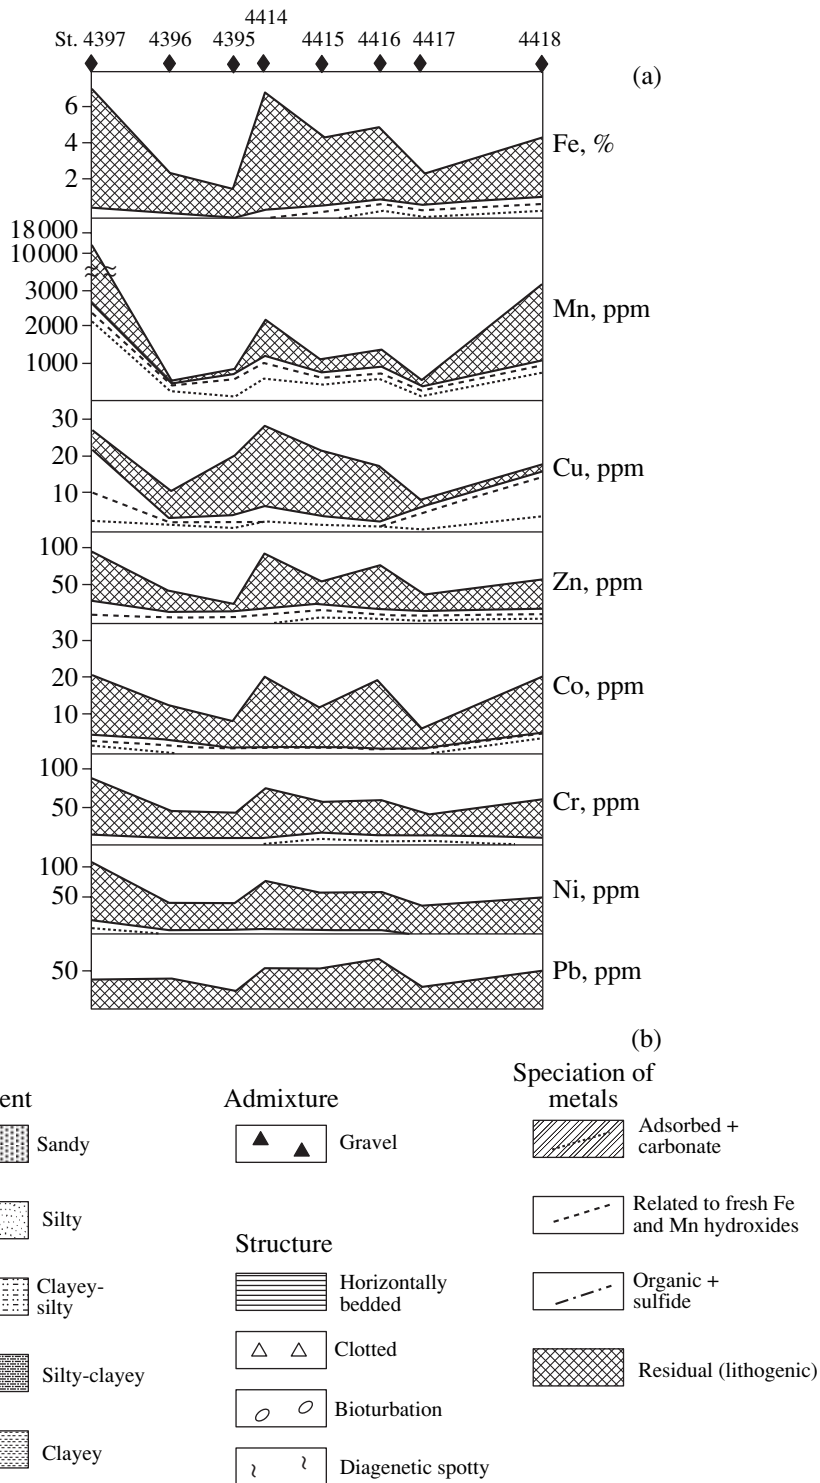 4414
St. 4397 4396 4395 4415 4416 4417 4418
(a)
6
4
2
Fe, %
18000
10000
3000
2000
1000
Mn, ppm
30
20
10
Cu, ppm
100
50
Zn, ppm
30
20
10
Co, ppm
100
50
Cr, ppm
100
50
Ni, ppm
50
Pb, ppm
(b)
ent
Sandy
Silty
Clayey-
silty
Silty-clayey
Clayey
Admixture
Gravel
Structure
Horizontally
bedded
Clotted
Bioturbation
Diagenetic spotty
Speciation of
metals
Adsorbed +
carbonate
Related to fresh Fe
and Mn hydroxides
Organic +
sulfide
Residual (lithogenic)